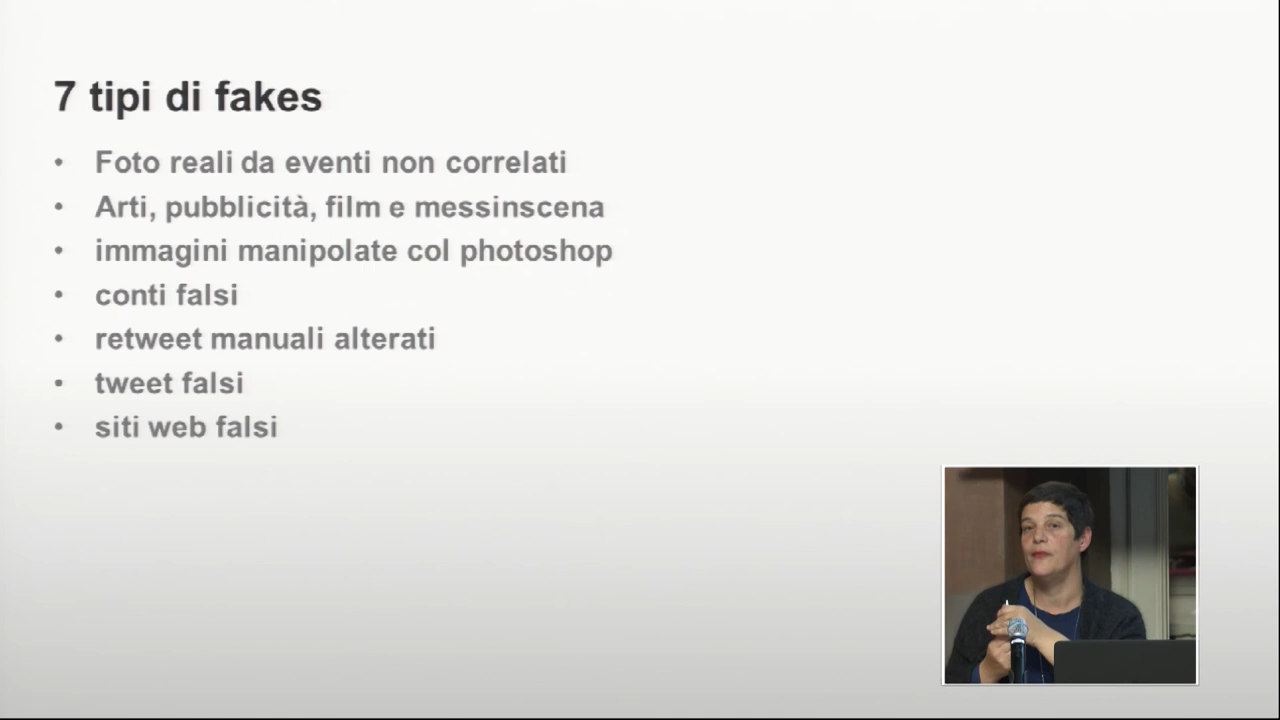 7 tipi di fakes
• Foto reali da eventi non correlati
• Arti, pubblicità, film e messinscena
• immagini manipolate col photoshop
• conti falsi
• retweet manuali alterati
• tweet falsi
• siti web falsi